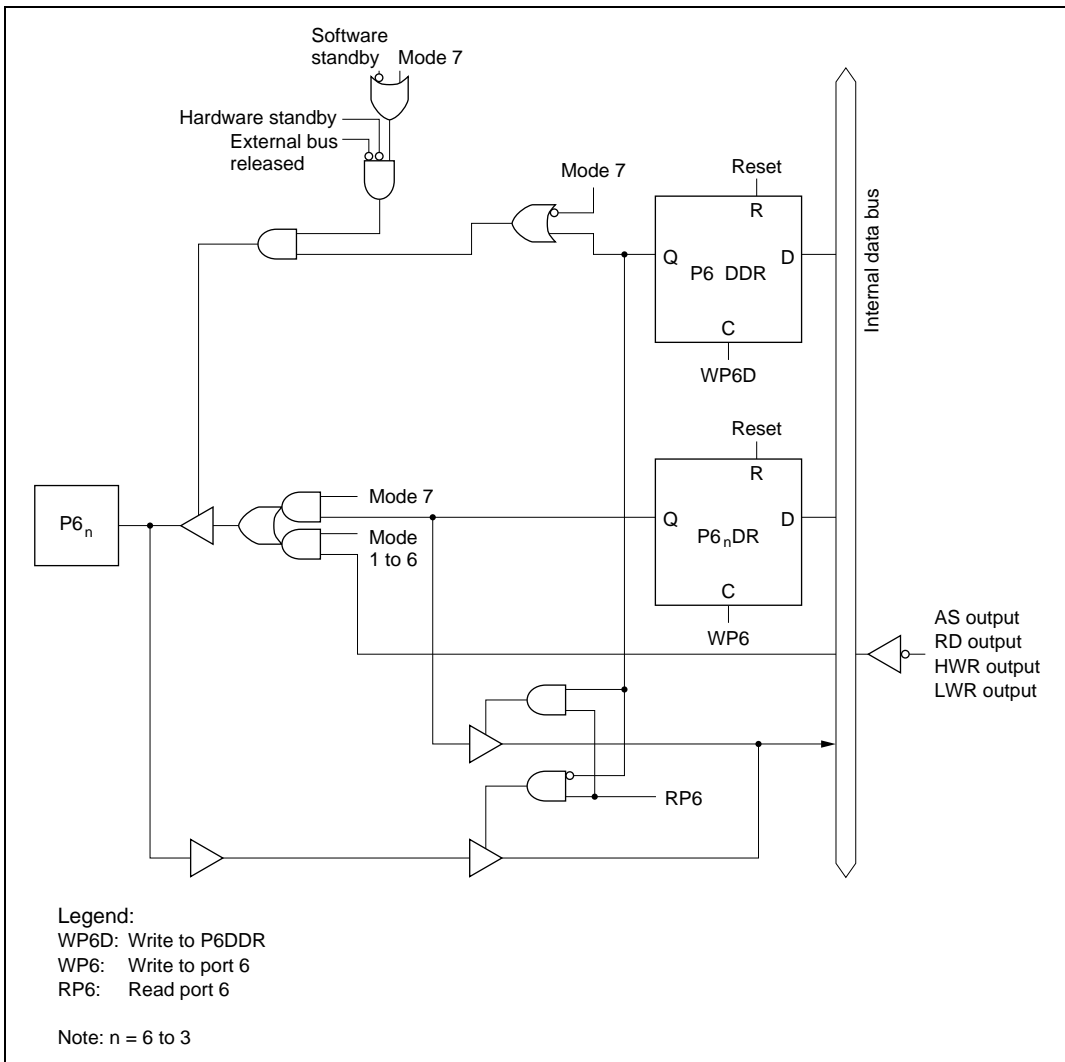 Software
standby
Mode 7
Hardware standby
External bus
released
Mode 7
Reset
R
Q
P6 DDR
D
C
WP6D
Internal data bus
Reset
R
P6n
Mode 7
Mode
1 to 6
Q
P6nDR
D
C
WP6
AS output
RD output
HWR output
LWR output
RP6
Legend:
WP6D: Write to P6DDR
WP6: Write to port 6
RP6: Read port 6
Note: n = 6 to 3